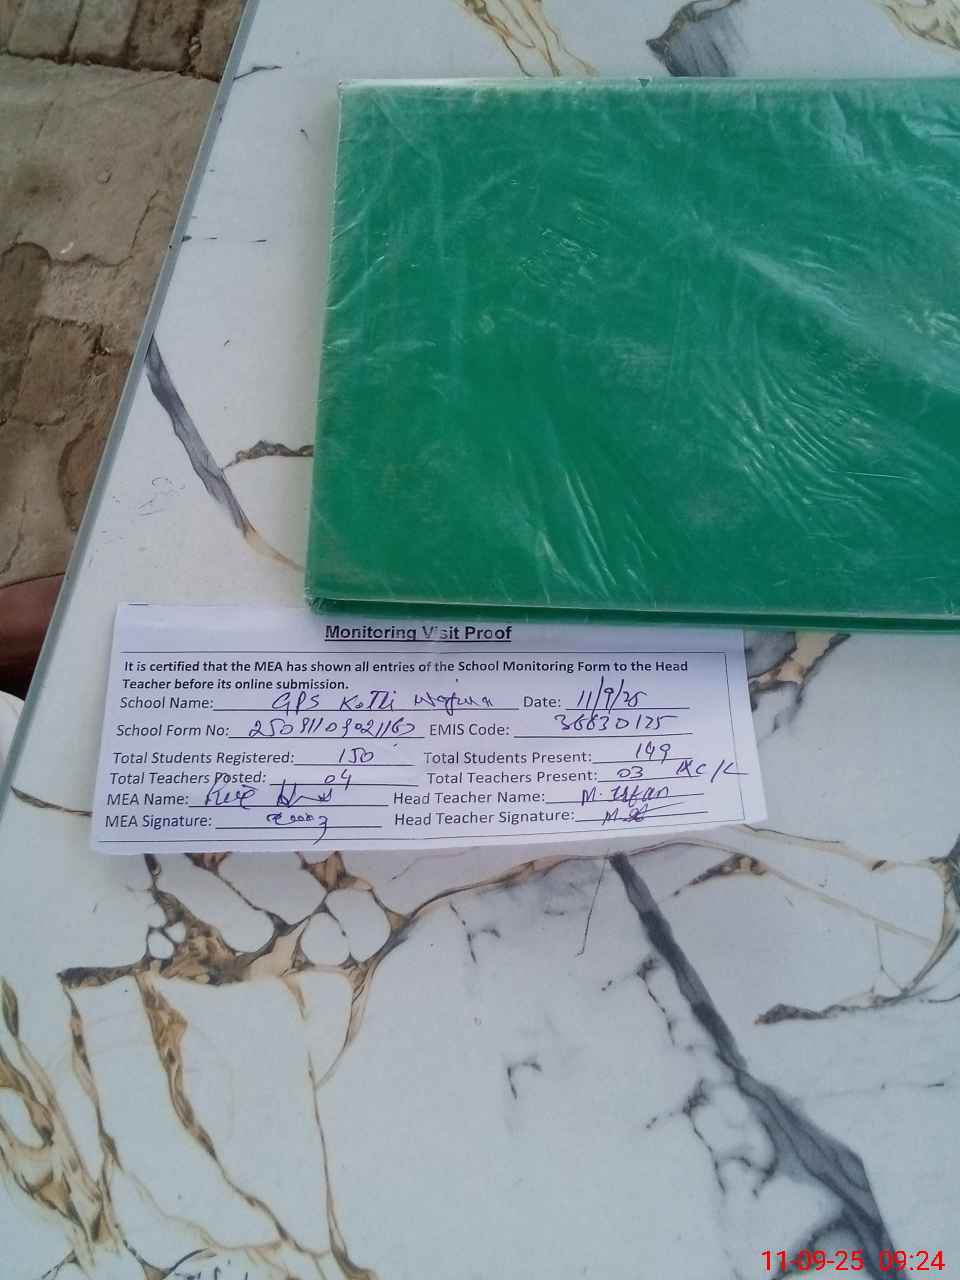 Monitoring Visit Proof
It is certified that the MEA has shown all entries of the School Monitoring Form to the Head
Teacher before its online submission.
School Name: GPS Kotli Date: 11/9/25
School Form No: EMIS Code: 36630175
Total Students Registered: 150 Total Students Present: 149
Total Teachers Posted: 04 Total Teachers Present: 03
MEA Name: Head Teacher Name: M. Irfan
MEA Signature: Head Teacher Signature:
11-09-25 09:24